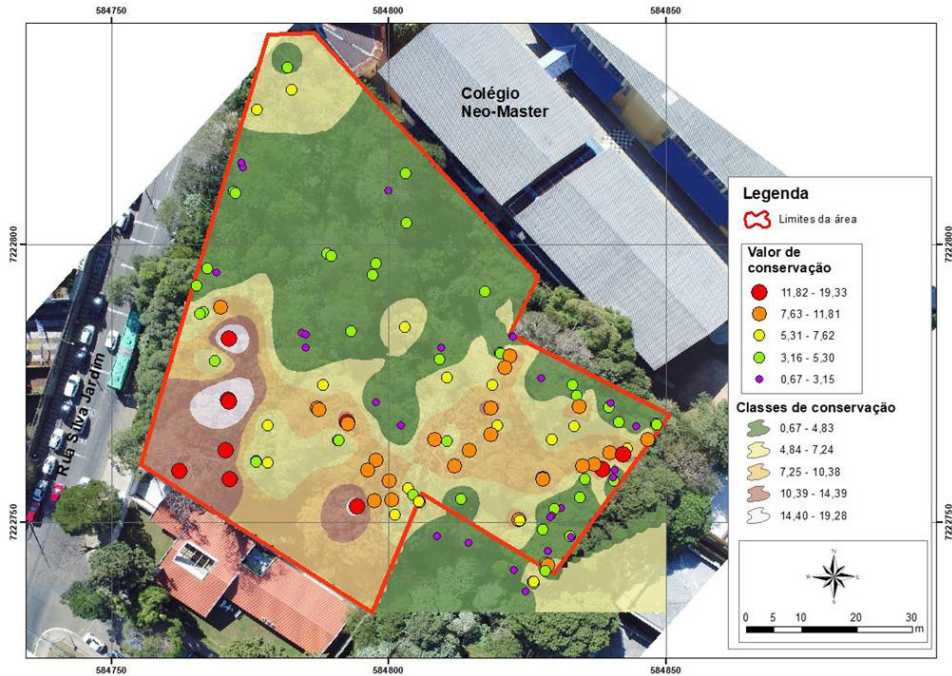 584750
584800
584850
Colégio
Neo-Master
7222800
7222800
7222750
7222750
Rua Silva Jardim
Legenda
Limites da área
Valor de
conservação
11,82 - 19,33
7,63 - 11,81
5,31 - 7,62
3,16 - 5,30
0,67 - 3,15
Classes de conservação
0,67 - 4,83
4,84 - 7,24
7,25 - 10,38
10,39 - 14,39
14,40 - 19,28
N
W
E
S
0 5 10 20 30
m
584750
584800
584850